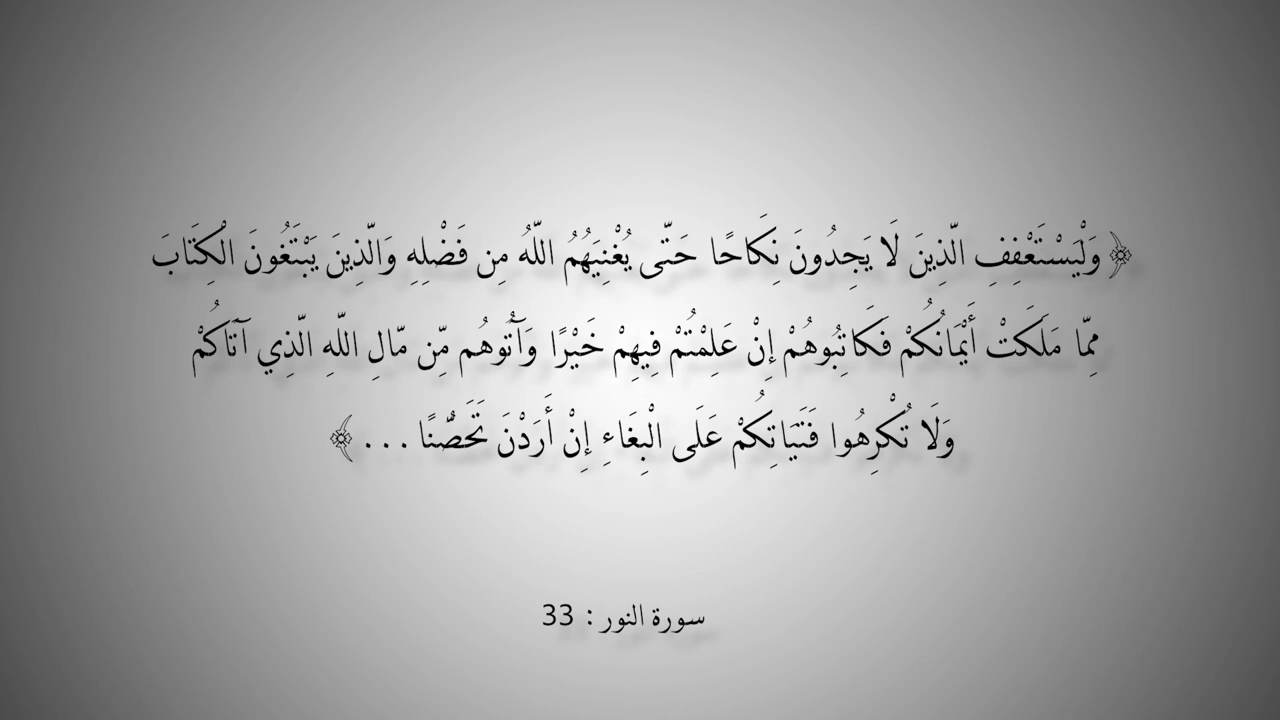 ﴿وَلْيَسْتَعْفِفِ الَّذِينَ لَا يَجِدُونَ نِكَاحًا حَتَّى يُغْنِيَهُمُ اللَّهُ مِن فَضْلِهِ وَالَّذِينَ يَبْتَغُونَ الْكِتَابَ
مِمَّا مَلَكَتْ أَيْمَانُكُمْ فَكَاتِبُوهُمْ إِنْ عَلِمْتُمْ فِيهِمْ خَيْرًا وَآتُوهُم مِّن مَّالِ اللَّهِ الَّذِي آتَاكُمْ
وَلَا تُكْرِهُوا فَتَيَاتِكُمْ عَلَى الْبِغَاءِ إِنْ أَرَدْنَ تَحَصُّنًا ... ﴾
سورة النور : 33